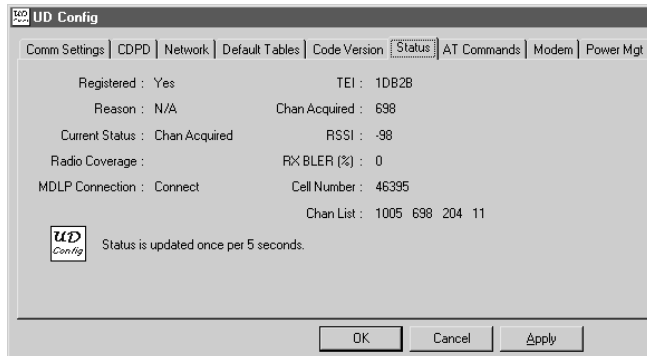 UD Config
Comm Settings CDPD Network Default Tables Code Version Status AT Commands Modem Power Mgt
Registered : Yes TEI : 1DB2B
Reason : N/A Chan Acquired : 698
Current Status : Chan Acquired RSSI : -98
Radio Coverage : RX BLER (%) : 0
MDLP Connection : Connect Cell Number : 46395
Chan List : 1005 698 204 11
UD
Config
Status is updated once per 5 seconds.
OK Cancel Apply